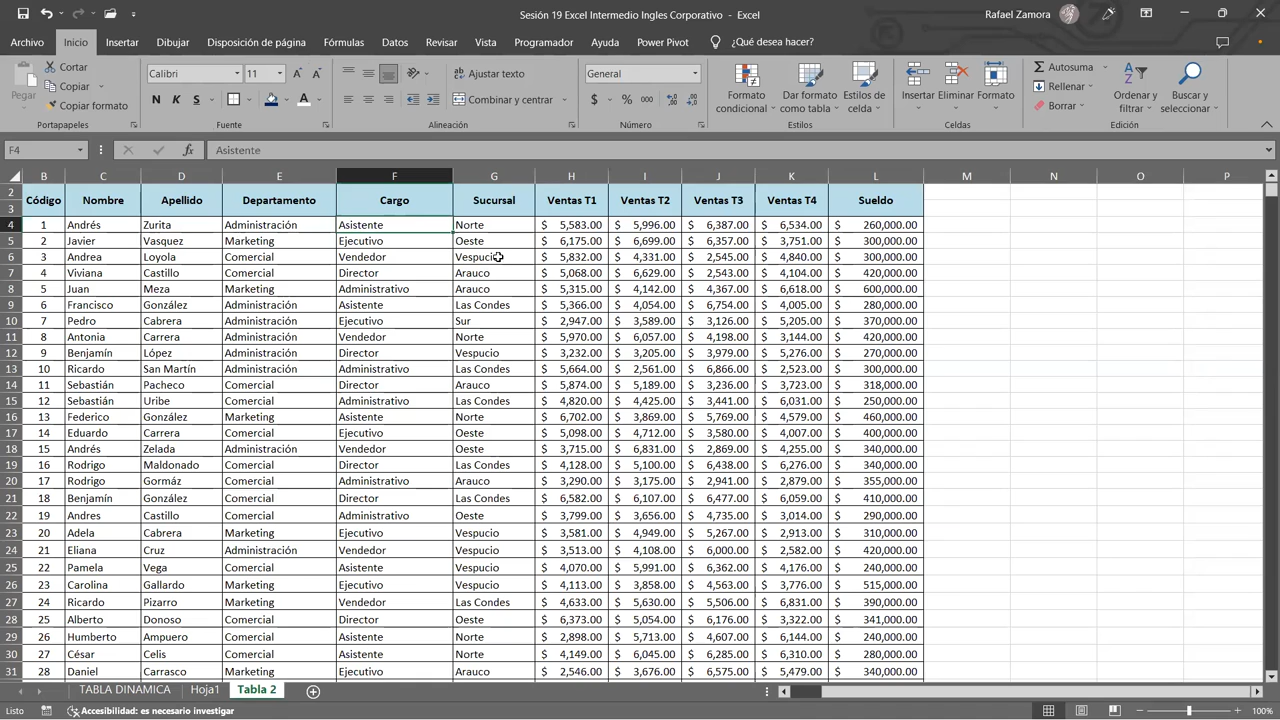 Sesión 19 Excel Intermedio Ingles Corporativo - Excel
Rafael Zamora
Archivo Inicio Insertar Dibujar Disposición de página Fórmulas Datos Revisar Vista Programador Ayuda Power Pivot ¿Qué desea hacer?
Pegar
Cortar
Copiar
Copiar formato
Portapapeles
Calibri 11
N K S
Fuente
Ajustar texto
Combinar y centrar
Alineación
General
$ % 000
Número
Formato condicional
Dar formato como tabla
Estilos de celda
Estilos
Insertar Eliminar Formato
Celdas
Autosuma
Rellenar
Borrar
Ordenar y filtrar
Buscar y seleccionar
Edición
F4 fx Asistente
B C D E F G H I J K L M N O P
2
3
Código Nombre Apellido Departamento Cargo Sucursal Ventas T1 Ventas T2 Ventas T3 Ventas T4 Sueldo
4 1 Andrés Zurita Administración Asistente Norte $ 5,583.00 $ 5,996.00 $ 6,387.00 $ 6,534.00 $ 260,000.00
5 2 Javier Vasquez Marketing Ejecutivo Oeste $ 6,175.00 $ 6,699.00 $ 6,357.00 $ 3,751.00 $ 300,000.00
6 3 Andrea Loyola Comercial Vendedor Vespucio $ 5,832.00 $ 4,331.00 $ 2,545.00 $ 4,840.00 $ 300,000.00
7 4 Viviana Castillo Comercial Director Arauco $ 5,068.00 $ 6,629.00 $ 2,543.00 $ 4,104.00 $ 420,000.00
8 5 Juan Meza Marketing Administrativo Arauco $ 5,315.00 $ 4,142.00 $ 4,367.00 $ 6,618.00 $ 600,000.00
9 6 Francisco González Administración Asistente Las Condes $ 5,366.00 $ 4,054.00 $ 6,754.00 $ 4,005.00 $ 280,000.00
10 7 Pedro Cabrera Administración Ejecutivo Sur $ 2,947.00 $ 3,589.00 $ 3,126.00 $ 5,205.00 $ 370,000.00
11 8 Antonia Carrera Administración Vendedor Norte $ 5,970.00 $ 6,057.00 $ 4,198.00 $ 3,144.00 $ 420,000.00
12 9 Benjamín López Administración Director Vespucio $ 3,232.00 $ 3,205.00 $ 3,979.00 $ 5,276.00 $ 270,000.00
13 10 Ricardo San Martín Administración Administrativo Las Condes $ 5,664.00 $ 2,561.00 $ 6,866.00 $ 2,523.00 $ 300,000.00
14 11 Sebastián Pacheco Comercial Director Arauco $ 5,874.00 $ 5,189.00 $ 3,236.00 $ 3,723.00 $ 318,000.00
15 12 Sebastián Uribe Comercial Administrativo Las Condes $ 4,820.00 $ 4,425.00 $ 3,441.00 $ 6,031.00 $ 250,000.00
16 13 Federico González Marketing Asistente Norte $ 6,702.00 $ 3,869.00 $ 5,769.00 $ 4,579.00 $ 460,000.00
17 14 Eduardo Carrera Comercial Ejecutivo Oeste $ 5,098.00 $ 4,712.00 $ 3,580.00 $ 4,007.00 $ 400,000.00
18 15 Andrés Zelada Administración Vendedor Oeste $ 3,715.00 $ 6,831.00 $ 2,869.00 $ 4,255.00 $ 340,000.00
19 16 Rodrigo Maldonado Comercial Director Las Condes $ 4,128.00 $ 5,100.00 $ 6,438.00 $ 6,276.00 $ 340,000.00
20 17 Rodrigo Gormáz Comercial Administrativo Arauco $ 3,290.00 $ 3,175.00 $ 2,941.00 $ 2,879.00 $ 355,000.00
21 18 Benjamín González Comercial Director Las Condes $ 6,582.00 $ 6,107.00 $ 6,477.00 $ 6,059.00 $ 410,000.00
22 19 Andres Castillo Comercial Administrativo Oeste $ 3,799.00 $ 3,656.00 $ 4,735.00 $ 3,014.00 $ 290,000.00
23 20 Adela Cabrera Marketing Ejecutivo Vespucio $ 3,581.00 $ 4,949.00 $ 5,267.00 $ 2,913.00 $ 310,000.00
24 21 Eliana Cruz Administración Vendedor Vespucio $ 3,513.00 $ 4,108.00 $ 6,000.00 $ 2,582.00 $ 420,000.00
25 22 Pamela Vega Comercial Asistente Vespucio $ 4,070.00 $ 5,991.00 $ 6,362.00 $ 4,176.00 $ 240,000.00
26 23 Carolina Gallardo Marketing Ejecutivo Vespucio $ 4,113.00 $ 3,858.00 $ 4,563.00 $ 3,776.00 $ 515,000.00
27 24 Ricardo Pizarro Marketing Vendedor Las Condes $ 4,633.00 $ 5,630.00 $ 5,506.00 $ 6,831.00 $ 390,000.00
28 25 Alberto Donoso Marketing Director Oeste $ 6,373.00 $ 5,054.00 $ 6,176.00 $ 3,322.00 $ 341,000.00
29 26 Humberto Ampuero Comercial Asistente Norte $ 2,898.00 $ 5,713.00 $ 4,607.00 $ 6,144.00 $ 240,000.00
30 27 César Celis Comercial Asistente Norte $ 4,149.00 $ 6,045.00 $ 6,285.00 $ 6,310.00 $ 280,000.00
31 28 Daniel Carrasco Marketing Ejecutivo Arauco $ 2,546.00 $ 3,676.00 $ 6,575.00 $ 5,479.00 $ 340,000.00
TABLA DINAMICA Hoja1 Tabla 2
Listo Accesibilidad: es necesario investigar 100%